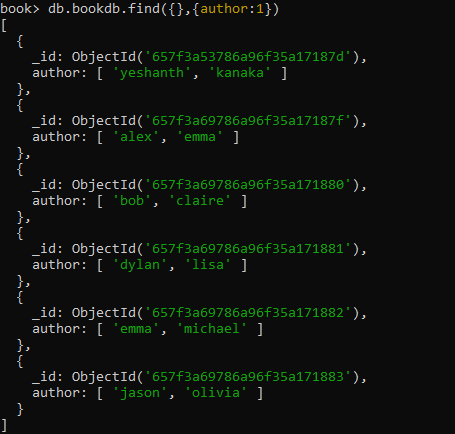 book> db.bookdb.find({},{author:1})
[
  {
    _id: ObjectId('657f3a53786a96f35a17187d'),
    author: [ 'yeshanth', 'kanaka' ]
  },
  {
    _id: ObjectId('657f3a69786a96f35a17187f'),
    author: [ 'alex', 'emma' ]
  },
  {
    _id: ObjectId('657f3a69786a96f35a171880'),
    author: [ 'bob', 'claire' ]
  },
  {
    _id: ObjectId('657f3a69786a96f35a171881'),
    author: [ 'dylan', 'lisa' ]
  },
  {
    _id: ObjectId('657f3a69786a96f35a171882'),
    author: [ 'emma', 'michael' ]
  },
  {
    _id: ObjectId('657f3a69786a96f35a171883'),
    author: [ 'jason', 'olivia' ]
  }
]